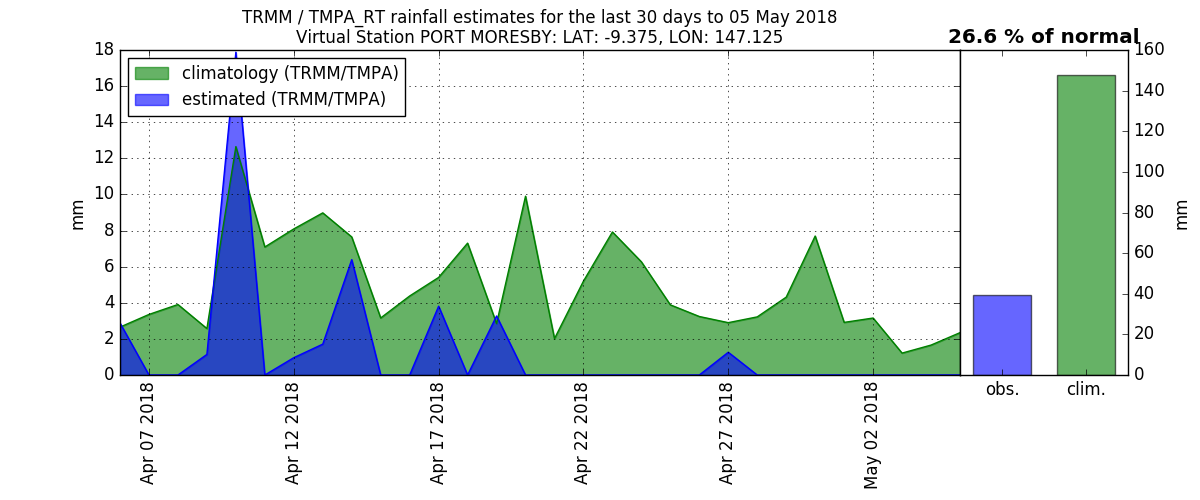 TRMM / TMPA_RT rainfall estimates for the last 30 days to 05 May 2018
Virtual Station PORT MORESBY: LAT: -9.375, LON: 147.125
26.6 % of normal
climatology (TRMM/TMPA)
estimated (TRMM/TMPA)
18
16
14
12
10
8
6
4
2
0
mm
Apr 07 2018
Apr 12 2018
Apr 17 2018
Apr 22 2018
Apr 27 2018
May 02 2018
obs.
clim.
160
140
120
100
80
60
40
20
0
mm